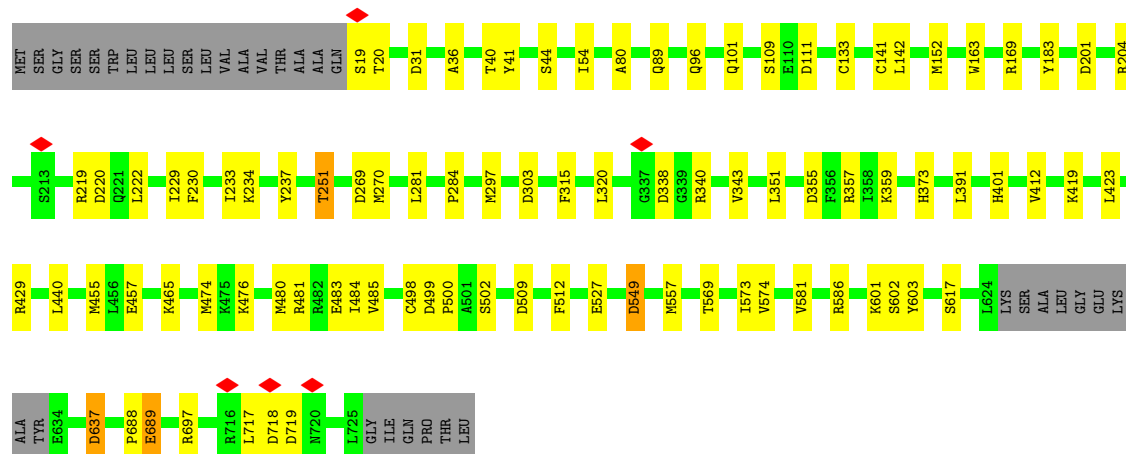 MET SER GLY SER SER TRP LEU LEU LEU SER LEU VAL ALA VAL THR ALA ALA GLN S19 T20 D31 A36 T40 Y41 S44 I54 A80 Q89 Q96 Q101 S109 E110 D111 C133 C141 L142 M152 W163 R169 Y183 D201 R204
S213 R219 D220 Q221 L222 I229 F230 I233 K234 Y237 T251 D269 M270 L281 P284 M297 D303 F315 L320 G337 D338 G339 R340 V343 L351 D355 F356 R357 I358 K359 H373 L391 H401 V412 K419 L423
R429 L440 M455 L456 E457 K465 M474 K475 K476 M480 R481 R482 E483 I484 V485 C498 D499 P500 A501 S502 D509 F512 E527 D549 M557 T569 I573 V574 V581 R586 K601 S602 Y603 S617 L624 LYS SER ALA LEU GLY GLU LYS
ALA TYR E634 D637 P688 E689 R697 R716 L717 D718 D719 N720 L725 GLY ILE GLN PRO THR LEU